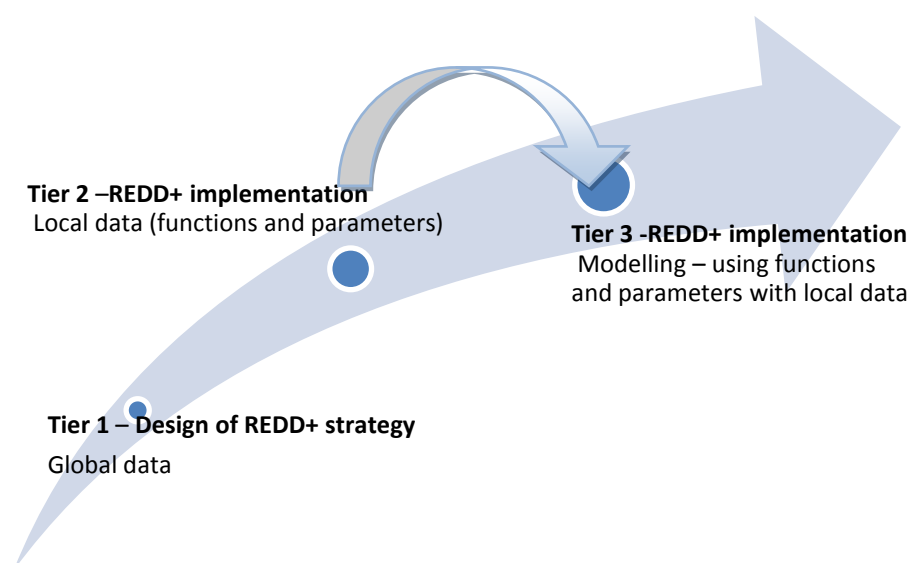 Tier 2 –REDD+ implementation
Local data (functions and parameters)
Tier 3 -REDD+ implementation
Modelling – using functions
and parameters with local data
Tier 1 – Design of REDD+ strategy
Global data